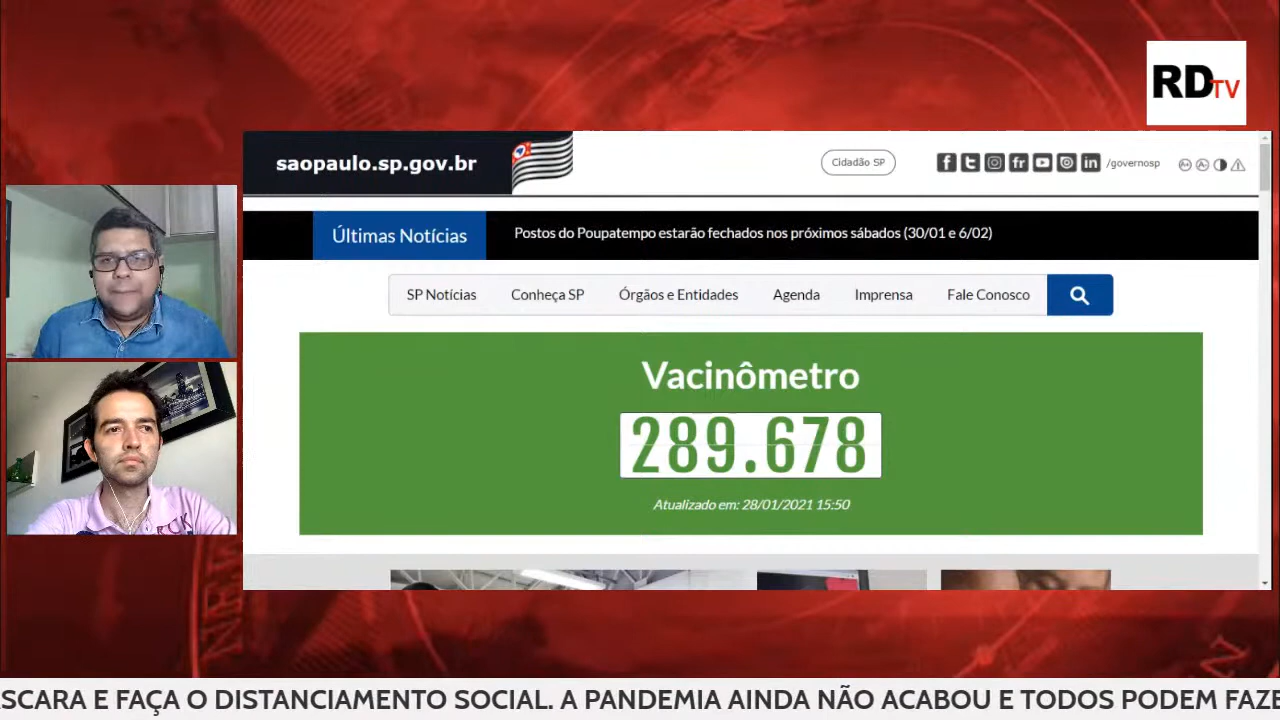 RDTV
saopaulo.sp.gov.br
Cidadão SP
/governosp
Últimas Notícias
Postos do Poupatempo estarão fechados nos próximos sábados (30/01 e 6/02)
SP Notícias
Conheça SP
Órgãos e Entidades
Agenda
Imprensa
Fale Conosco
Vacinômetro
289.678
Atualizado em: 28/01/2021 15:50
ÁSCARA E FAÇA O DISTANCIAMENTO SOCIAL. A PANDEMIA AINDA NÃO ACABOU E TODOS PODEM FAZE